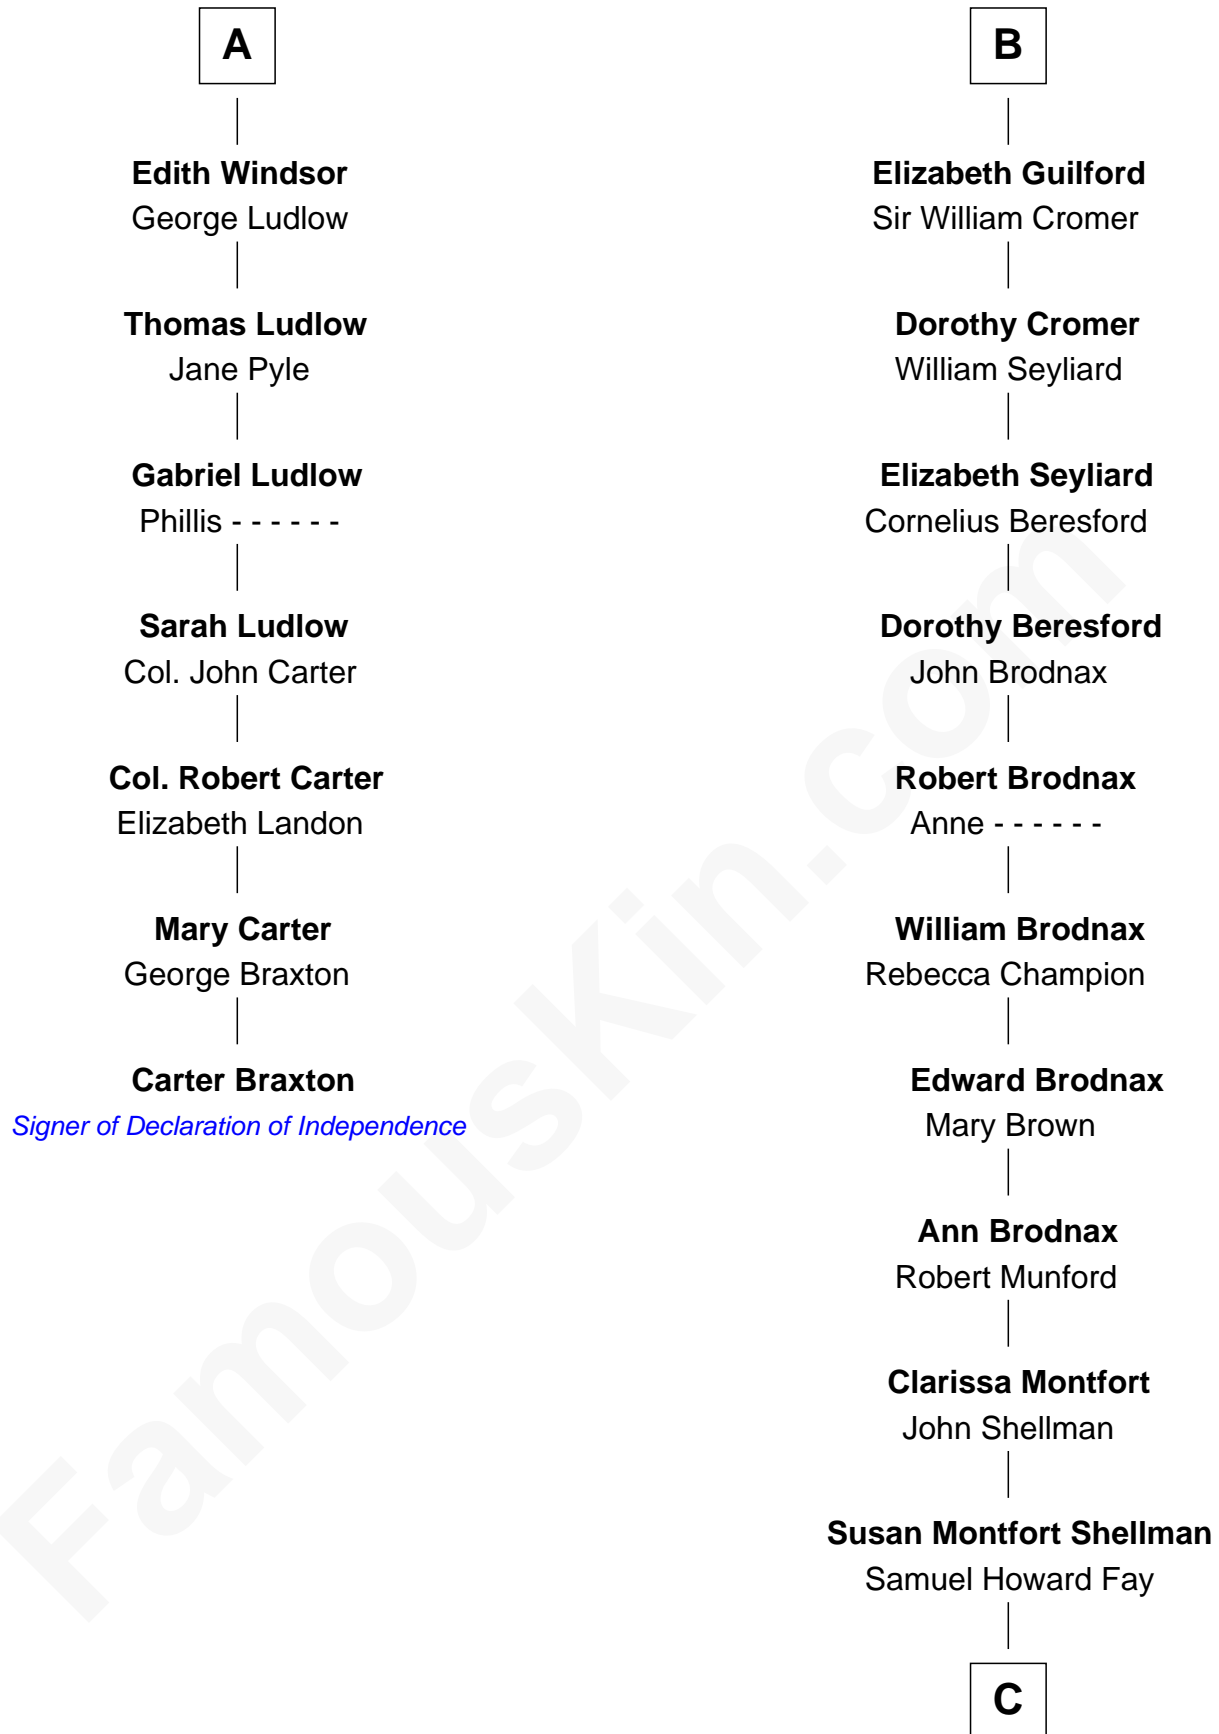 A
Edith Windsor
George Ludlow
Thomas Ludlow
Jane Pyle
Gabriel Ludlow
Phillis - - - - - -
Sarah Ludlow
Col. John Carter
Col. Robert Carter
Elizabeth Landon
Mary Carter
George Braxton
Carter Braxton
Signer of Declaration of Independence
B
Elizabeth Guilford
Sir William Cromer
Dorothy Cromer
William Seyliard
Elizabeth Seyliard
Cornelius Beresford
Dorothy Beresford
John Brodnax
Robert Brodnax
Anne - - - - - -
William Brodnax
Rebecca Champion
Edward Brodnax
Mary Brown
Ann Brodnax
Robert Munford
Clarissa Montfort
John Shellman
Susan Montfort Shellman
Samuel Howard Fay
C
FamousKin.com